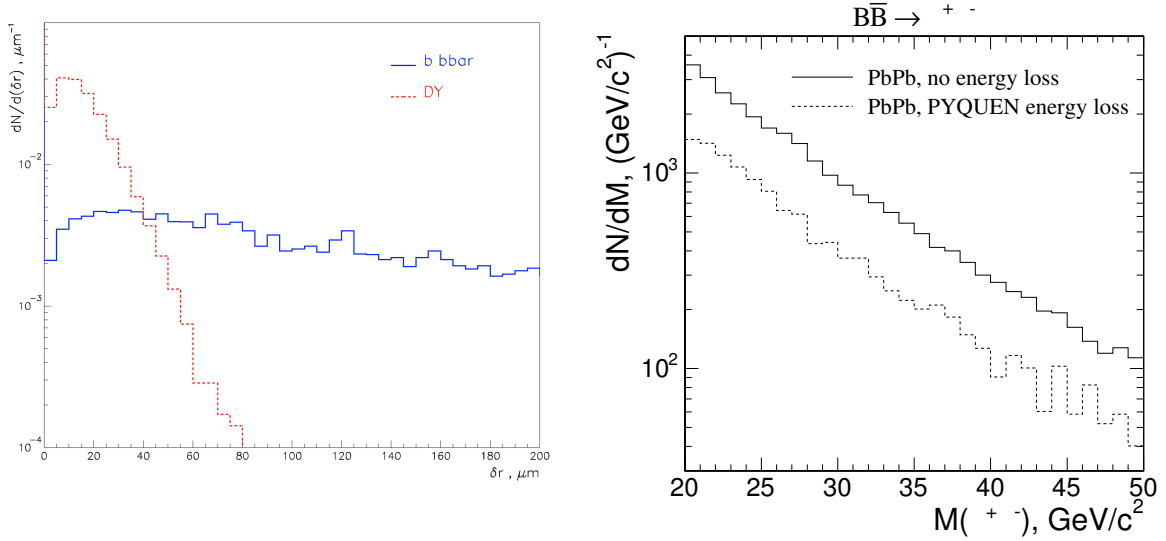 dN/d(δr) , μm⁻¹
10⁻²
10⁻³
10⁻⁴
b bbar
DY
0 20 40 60 80 100 120 140 160 180 200
δr , μm
BB̅ → + -
dN/dM, (GeV/c²)⁻¹
10³
10²
PbPb, no energy loss
PbPb, PYQUEN energy loss
20 25 30 35 40 45 50
M( + -), GeV/c²